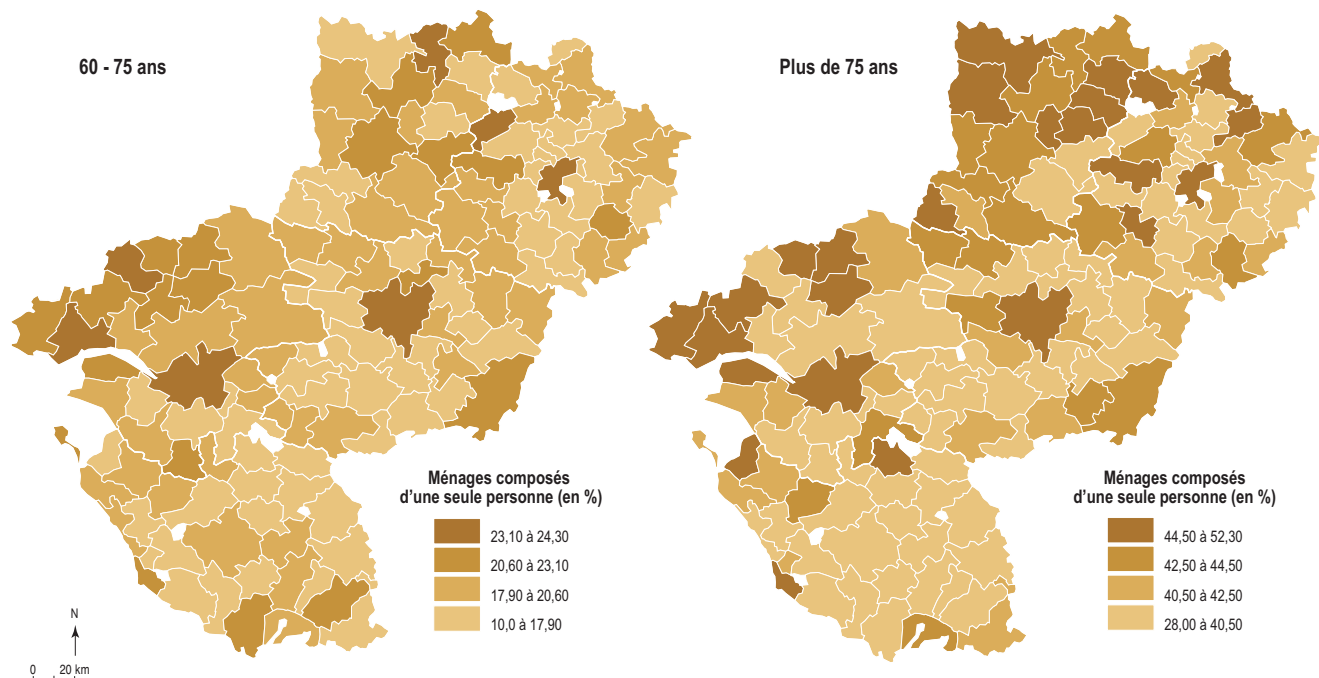 60 - 75 ans
Ménages composés
d'une seule personne (en %)
23,10 à 24,30
20,60 à 23,10
17,90 à 20,60
10,0 à 17,90
N
0 20 km
Plus de 75 ans
Ménages composés
d'une seule personne (en %)
44,50 à 52,30
42,50 à 44,50
40,50 à 42,50
28,00 à 40,50